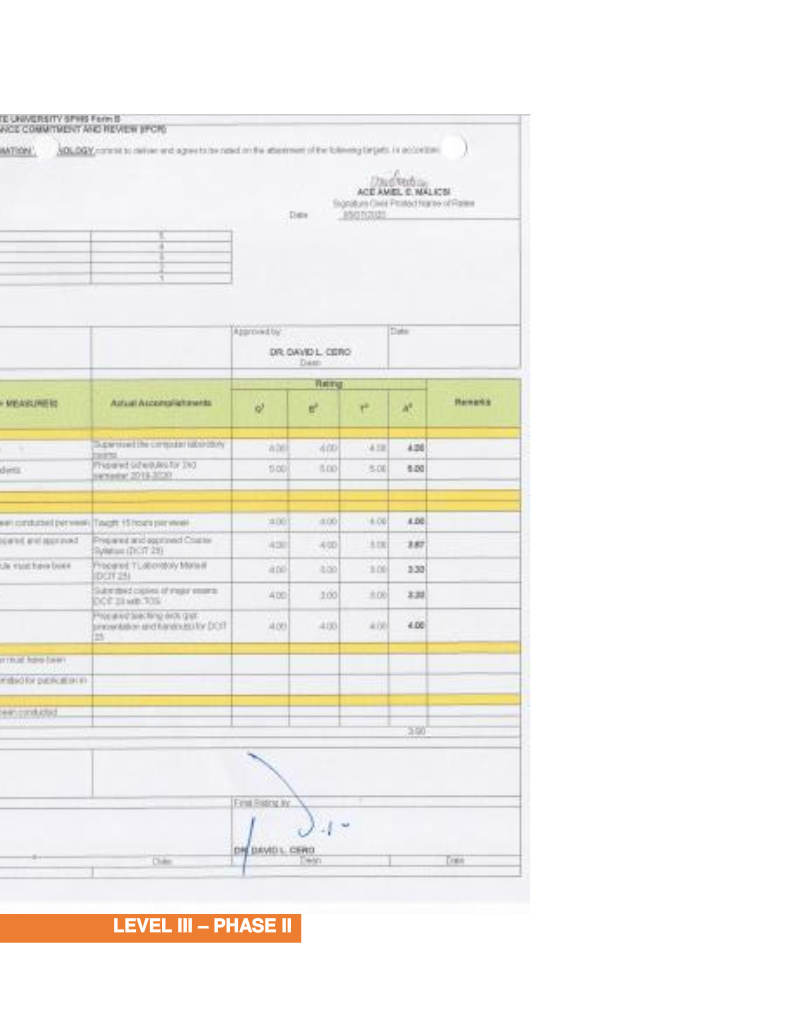 TE UNIVERSITY SPMS Form B
ANCE COMMITMENT AND REVIEW (IPCR)
MATION NOLOGY commit to deliver and agree to be rated on the attainment of the following targets in accordan
ACE AMIEL E. MALICSI
Signature Over Printed Name of Ratee
Date 05/07/2020
5
4
3
2
1
Approved by: Date
DR. DAVID L. CERO
Dean
Rating
+ MEASURES) Actual Accomplishments Q¹ E² T³ A⁴ Remarks
Supervised the computer laboratory rooms 4.00 4.00 4.00 4.00
dents Prepared schedules for 2nd semester 2019-2020 5.00 5.00 5.00 5.00
een conducted per week Taught 15 hours per week 4.00 4.00 4.00 4.00
epared and approved Prepared and approved Course Syllabus (DCIT 23) 4.00 4.00 3.00 3.67
ule must have been Prepared 1 Laboratory Manual (DCIT 23) 4.00 3.00 3.00 3.33
Submitted copies of major exams DCIT 23 with TOS 4.00 3.00 3.00 3.33
Prepared teaching aids (ppt presentation and handouts) for DCIT 23 4.00 4.00 4.00 4.00
er must have been
mitted for publication in
been conducted
3.90
Final Rating by
DR. DAVID L. CERO
Date Dean Date
LEVEL III – PHASE II